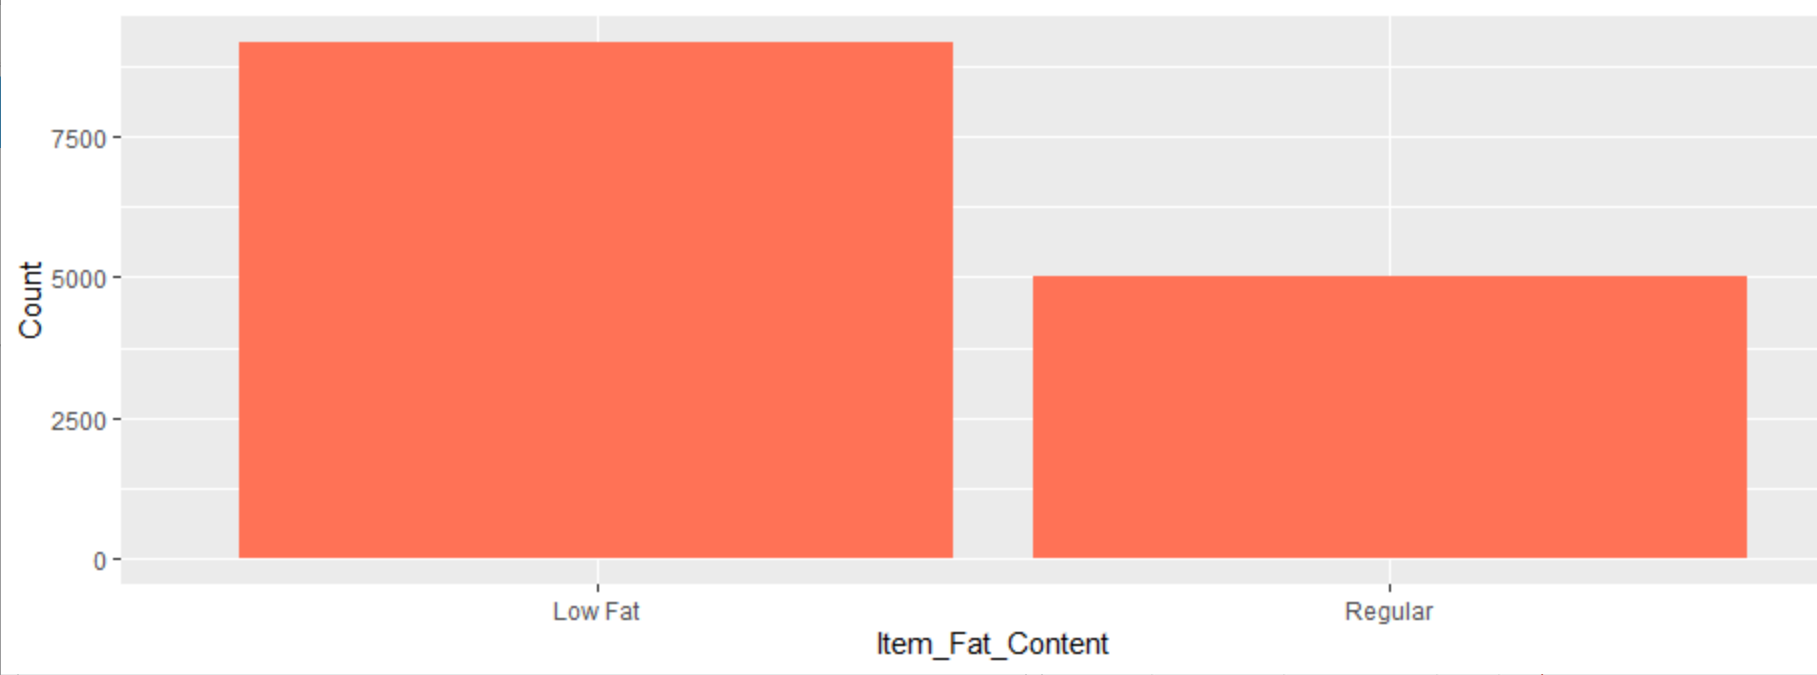 7500
5000
2500
0
Count
Low Fat
Regular
Item_Fat_Content